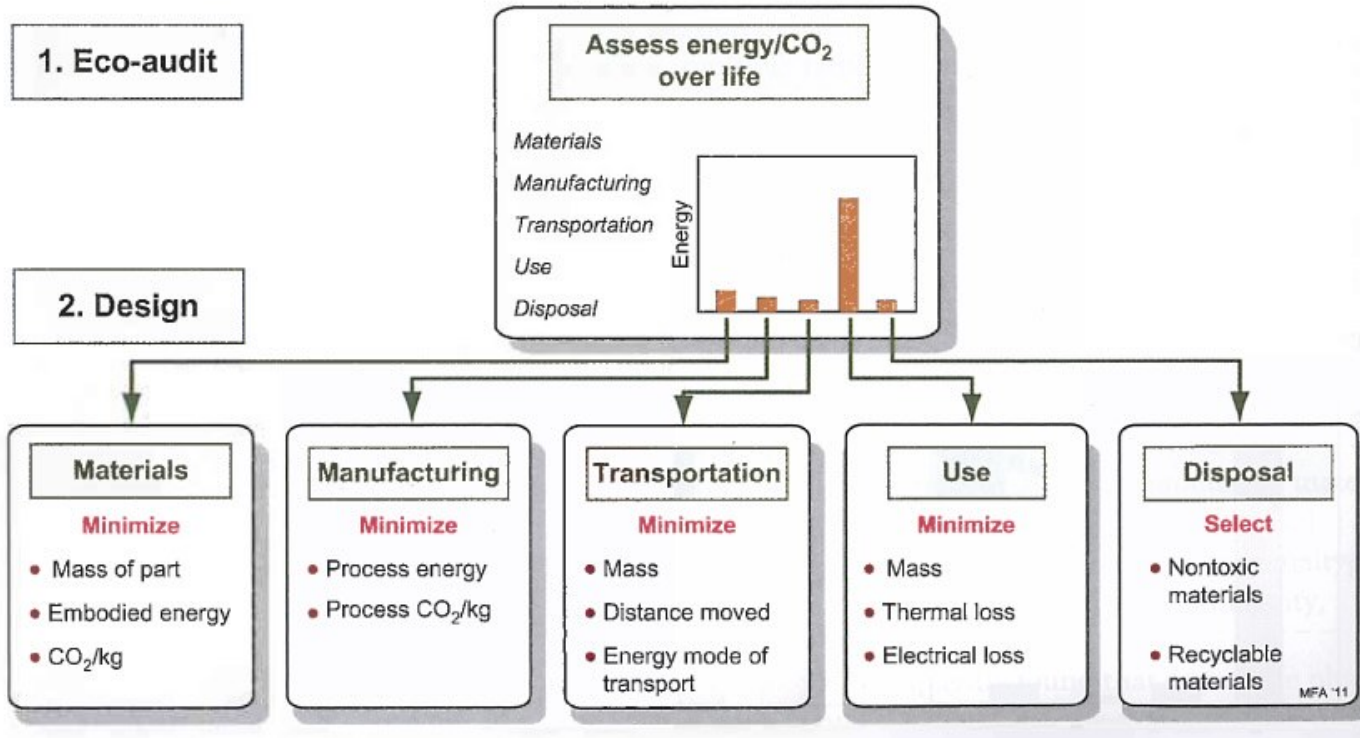 1. Eco-audit
Assess energy/CO₂
over life
Materials
Manufacturing
Transportation
Use
Disposal
Energy
2. Design
Materials
Minimize
• Mass of part
• Embodied energy
• CO₂/kg
Manufacturing
Minimize
• Process energy
• Process CO₂/kg
Transportation
Minimize
• Mass
• Distance moved
• Energy mode of
transport
Use
Minimize
• Mass
• Thermal loss
• Electrical loss
Disposal
Select
• Nontoxic
materials
• Recyclable
materials
MFA '11